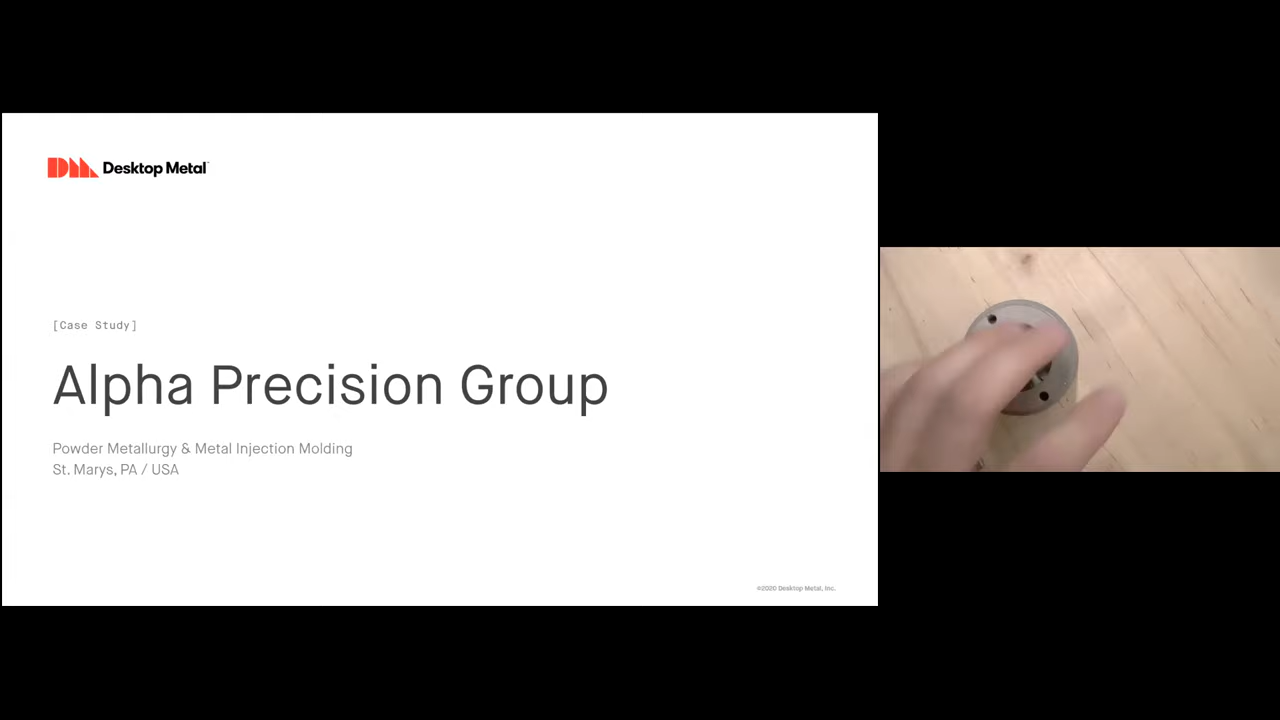 Desktop Metal
[Case Study]
Alpha Precision Group
Powder Metallurgy & Metal Injection Molding
St. Marys, PA / USA
©2020 Desktop Metal, Inc.